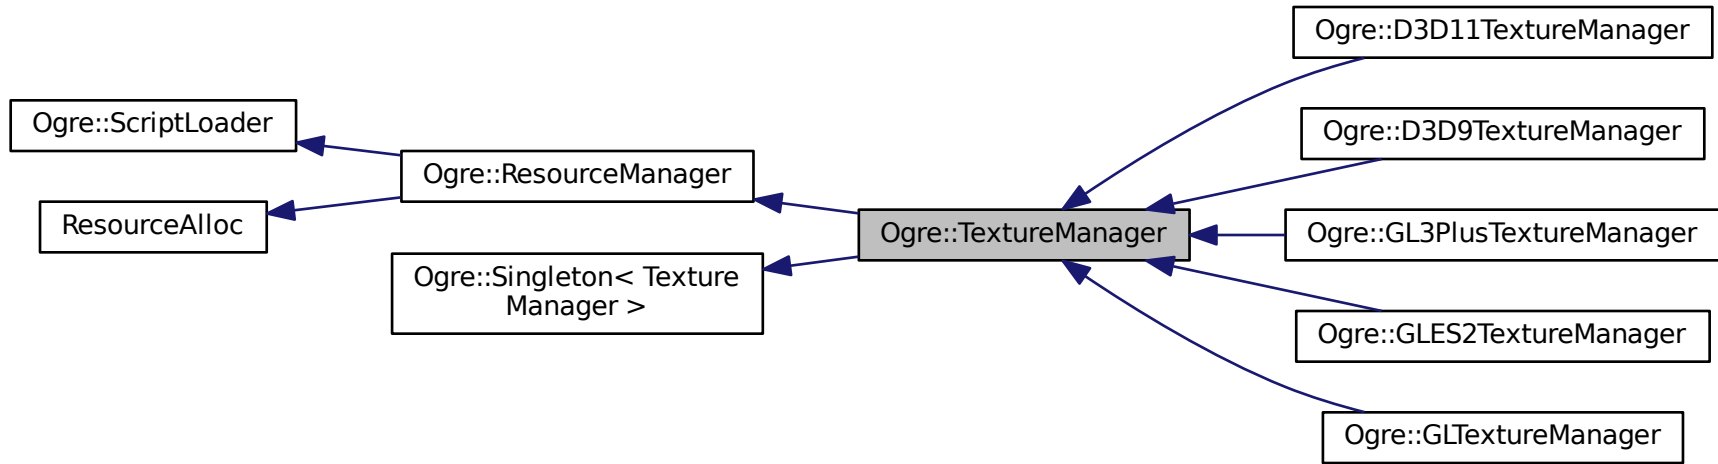 Ogre::ScriptLoader
ResourceAlloc
Ogre::ResourceManager
Ogre::Singleton< Texture
Manager >
Ogre::TextureManager
Ogre::D3D11TextureManager
Ogre::D3D9TextureManager
Ogre::GL3PlusTextureManager
Ogre::GLES2TextureManager
Ogre::GLTextureManager